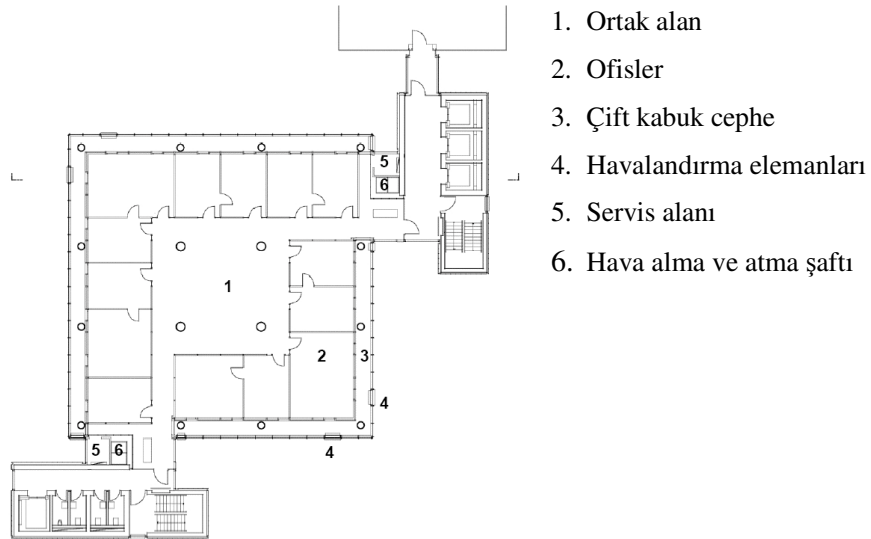 1. Ortak alan
2. Ofisler
3. Çift kabuk cephe
4. Havalandırma elemanları
5. Servis alanı
6. Hava alma ve atma şaftı
5
6
1
2
3
4
4
5
6